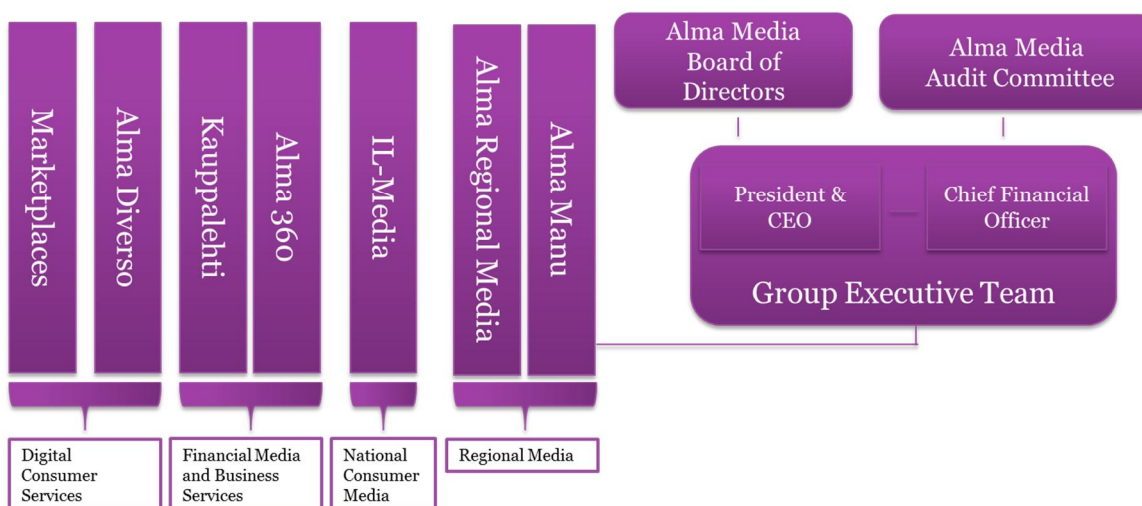 Marketplaces
Alma Diverso
Kauppalehti
Alma 360
IL-Media
Alma Regional Media
Alma Manu
Alma Media
Board of
Directors
Alma Media
Audit Committee
President &
CEO
Chief Financial
Officer
Group Executive Team
Digital
Consumer
Services
Financial Media
and Business
Services
National
Consumer
Media
Regional Media